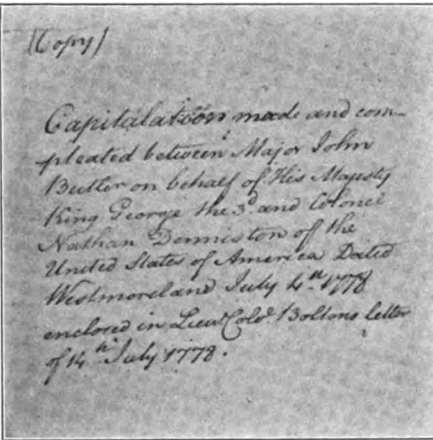 (Copy)
Capitulation made and com-
pleated between Major John
Butler on behalf of His Majesty
King George the 3d. and Colonel
Nathan Denniston of the
United States of America Dated
Westmoreland July 4th. 1778
enclosed in Lieut Colo. Boltons letter
of 14th July 1778.